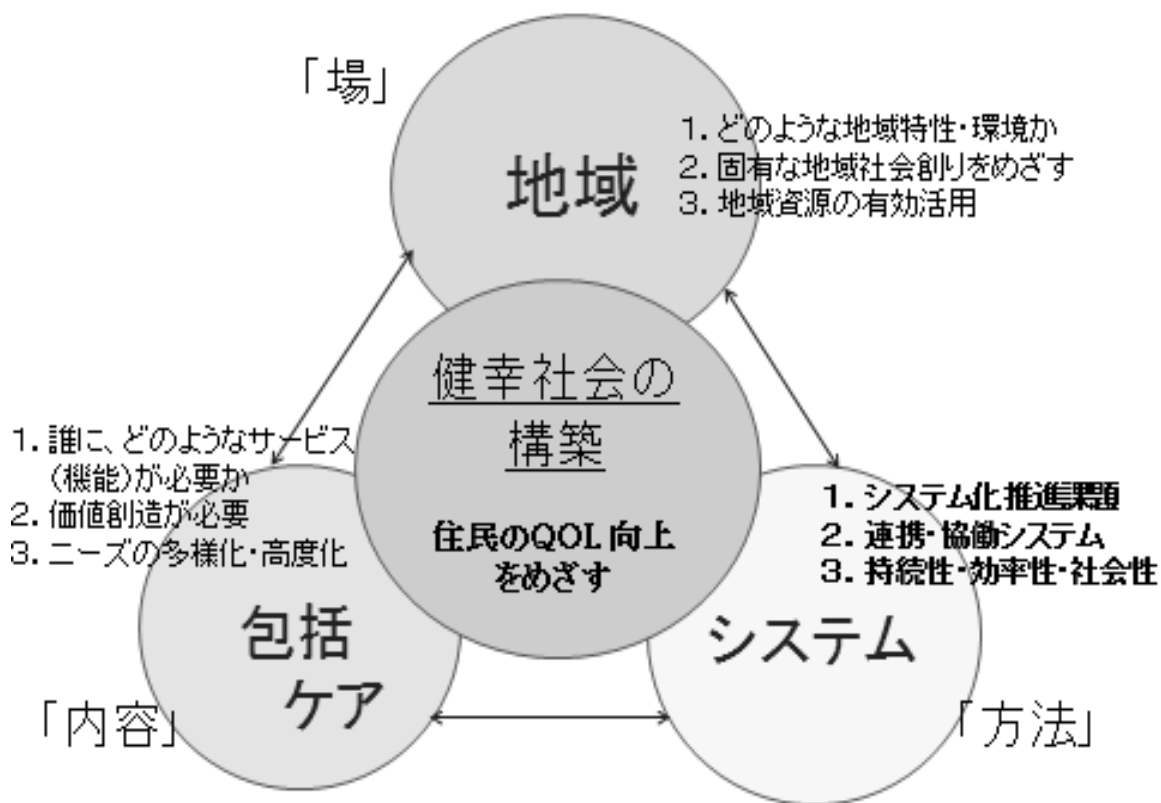 「場」
地域
1. どのような地域特性・環境か
2. 固有な地域社会創りをめざす
3. 地域資源の有効活用
健幸社会の
構築
住民のQOL向上
をめざす
1. 誰に、どのようなサービス
（機能）が必要か
2. 価値創造が必要
3. ニーズの多様化・高度化
包括
ケア
「内容」
1. システム化推進課題
2. 連携・協働システム
3. 持続性・効率性・社会性
システム
「方法」